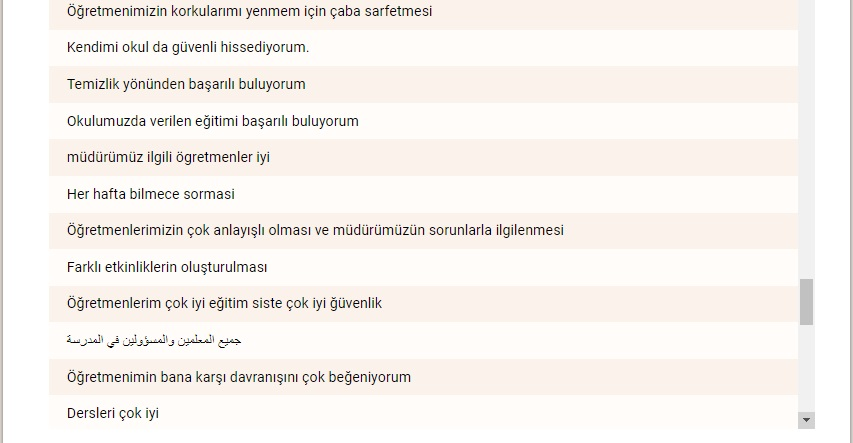 Öğretmenimizin korkularımı yenmem için çaba sarfetmesi
Kendimi okul da güvenli hissediyorum.
Temizlik yönünden başarılı buluyorum
Okulumuzda verilen eğitimi başarılı buluyorum
müdürümüz ilgili ögretmenler iyi
Her hafta bilmece sorması
Öğretmenlerimizin çok anlayışlı olması ve müdürümüzün sorunlarla ilgilenmesi
Farklı etkinliklerin oluşturulması
Öğretmenlerim çok iyi eğitim siste çok iyi ğüvenlik
جميع المعلمين والمسؤولين في المدرسة
Öğretmenimin bana karşı davranışını çok beğeniyorum
Dersleri çok iyi